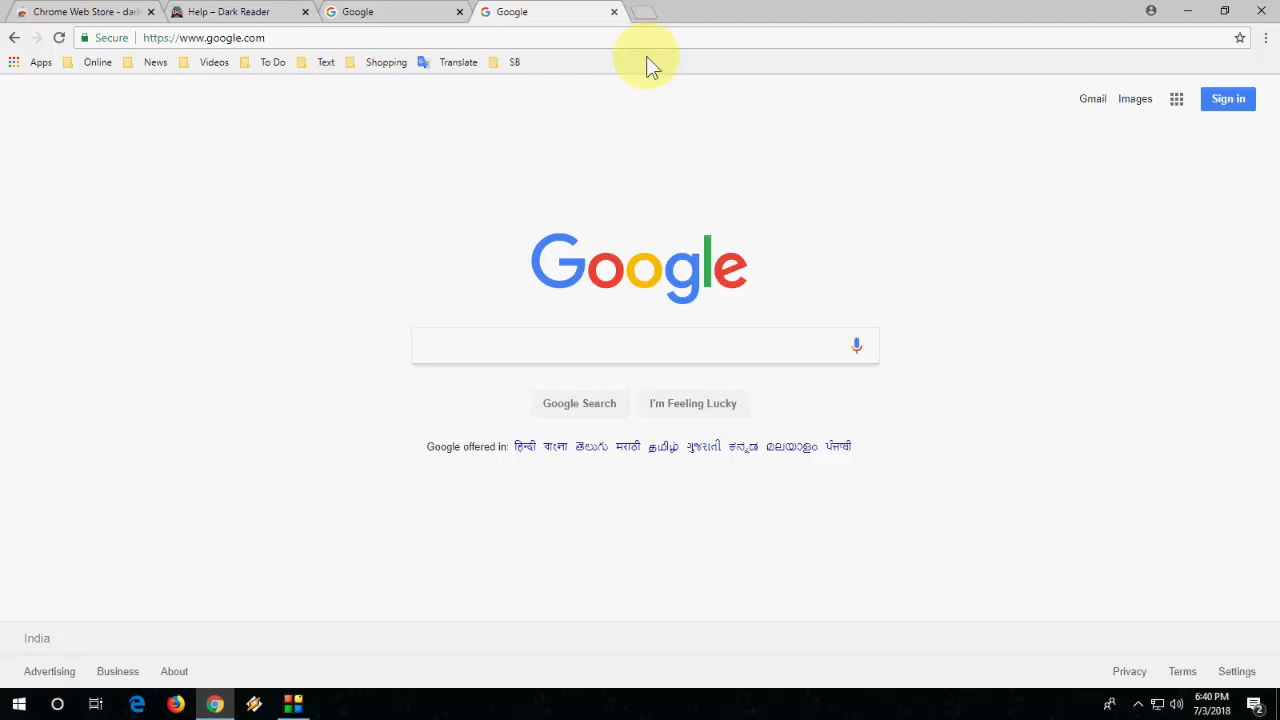 Chrome Web Store - dark
Help – Dark Reader
Google
Google
Secure
https://www.google.com
Apps
Online
News
Videos
To Do
Text
Shopping
Translate
SB
Gmail
Images
Sign in
Google
Google Search
I'm Feeling Lucky
Google offered in: हिन्दी বাংলা తెలుగు मराठी தமிழ் ગુજરાતી ಕನ್ನಡ മലയാളം ਪੰਜਾਬੀ
India
Advertising
Business
About
Privacy
Terms
Settings
6:40 PM
7/3/2018
2